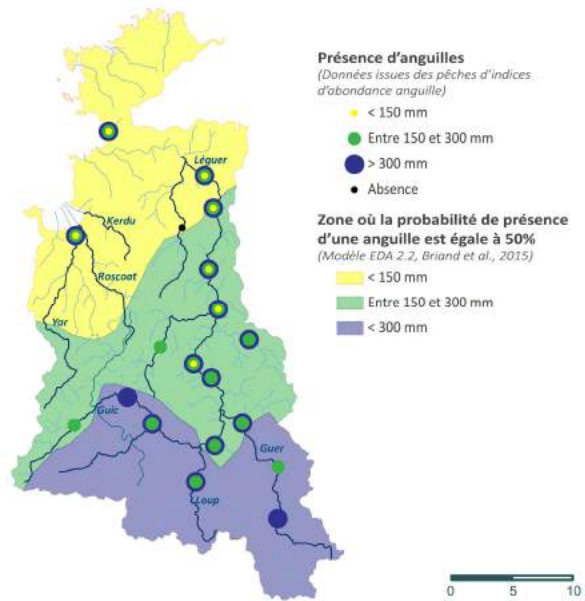 Présence d'anguilles
(Données issues des pêches d'indices
d'abondance anguille)
< 150 mm
Entre 150 et 300 mm
> 300 mm
Absence
Zone où la probabilité de présence
d'une anguille est égale à 50%
(Modèle EDA 2.2, Briand et al., 2015)
< 150 mm
Entre 150 et 300 mm
< 300 mm
Léguer
Kerdu
Roscoat
Yar
Guic
Guer
Loup
0 5 10